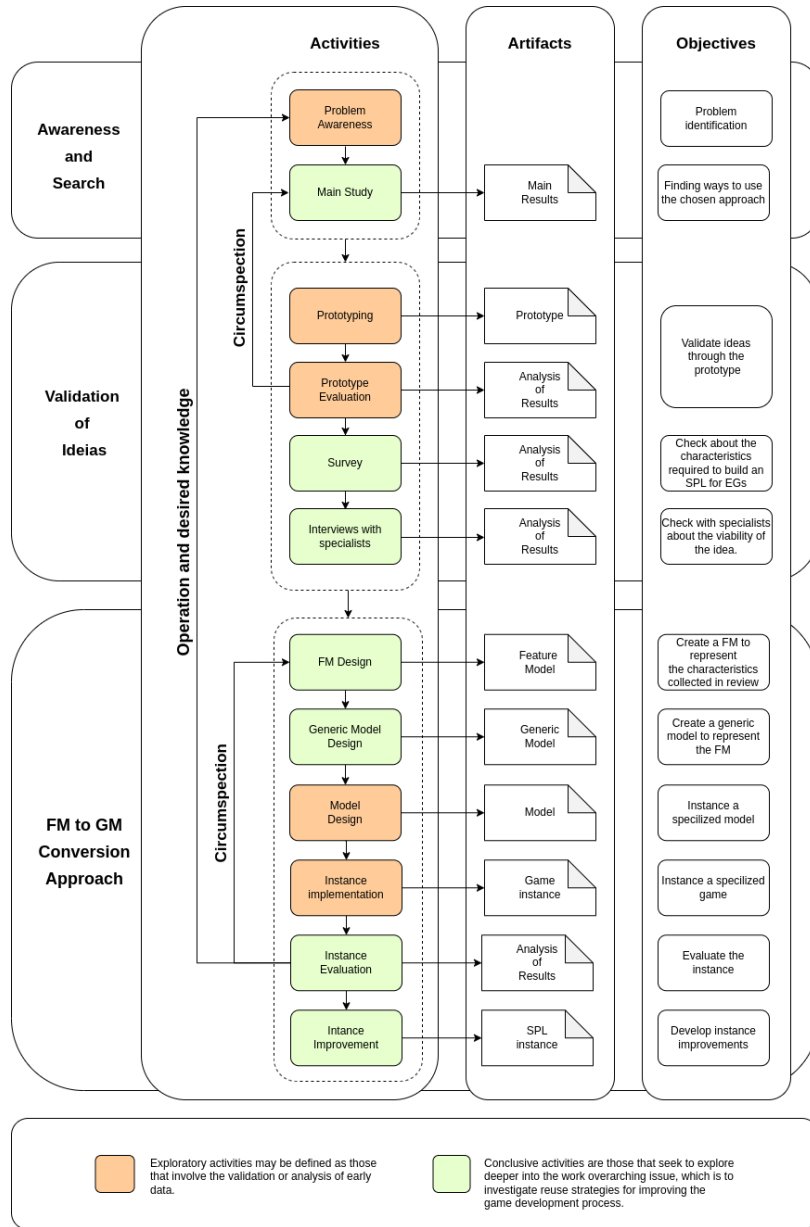 Activities
Artifacts
Objectives
Awareness
and
Search
Problem
Awareness
Problem
identification
Main Study
Main
Results
Finding ways to use
the chosen approach
Circumspection
Operation and desired knowledge
Validation
of
Ideias
Prototyping
Prototype
Validate ideas
through the
prototype
Prototype
Evaluation
Analysis
of
Results
Survey
Analysis
of
Results
Check about the
characteristics
required to build an
SPL for EGs
Interviews with
specialists
Analysis
of
Results
Check with specialists
about the viability of
the idea.
FM to GM
Conversion
Approach
Circumspection
FM Design
Feature
Model
Create a FM to
represent
the characteristics
collected in review
Generic Model
Design
Generic
Model
Create a generic
model to represent
the FM
Model
Design
Model
Instance a
specilized model
Instance
implementation
Game
instance
Instance a specilized
game
Instance
Evaluation
Analysis
of
Results
Evaluate the
instance
Intance
Improvement
SPL
instance
Develop instance
improvements
Exploratory activities may be defined as those
that involve the validation or analysis of early
data.
Conclusive activities are those that seek to explore
deeper into the work overarching issue, which is to
investigate reuse strategies for improving the
game development process.